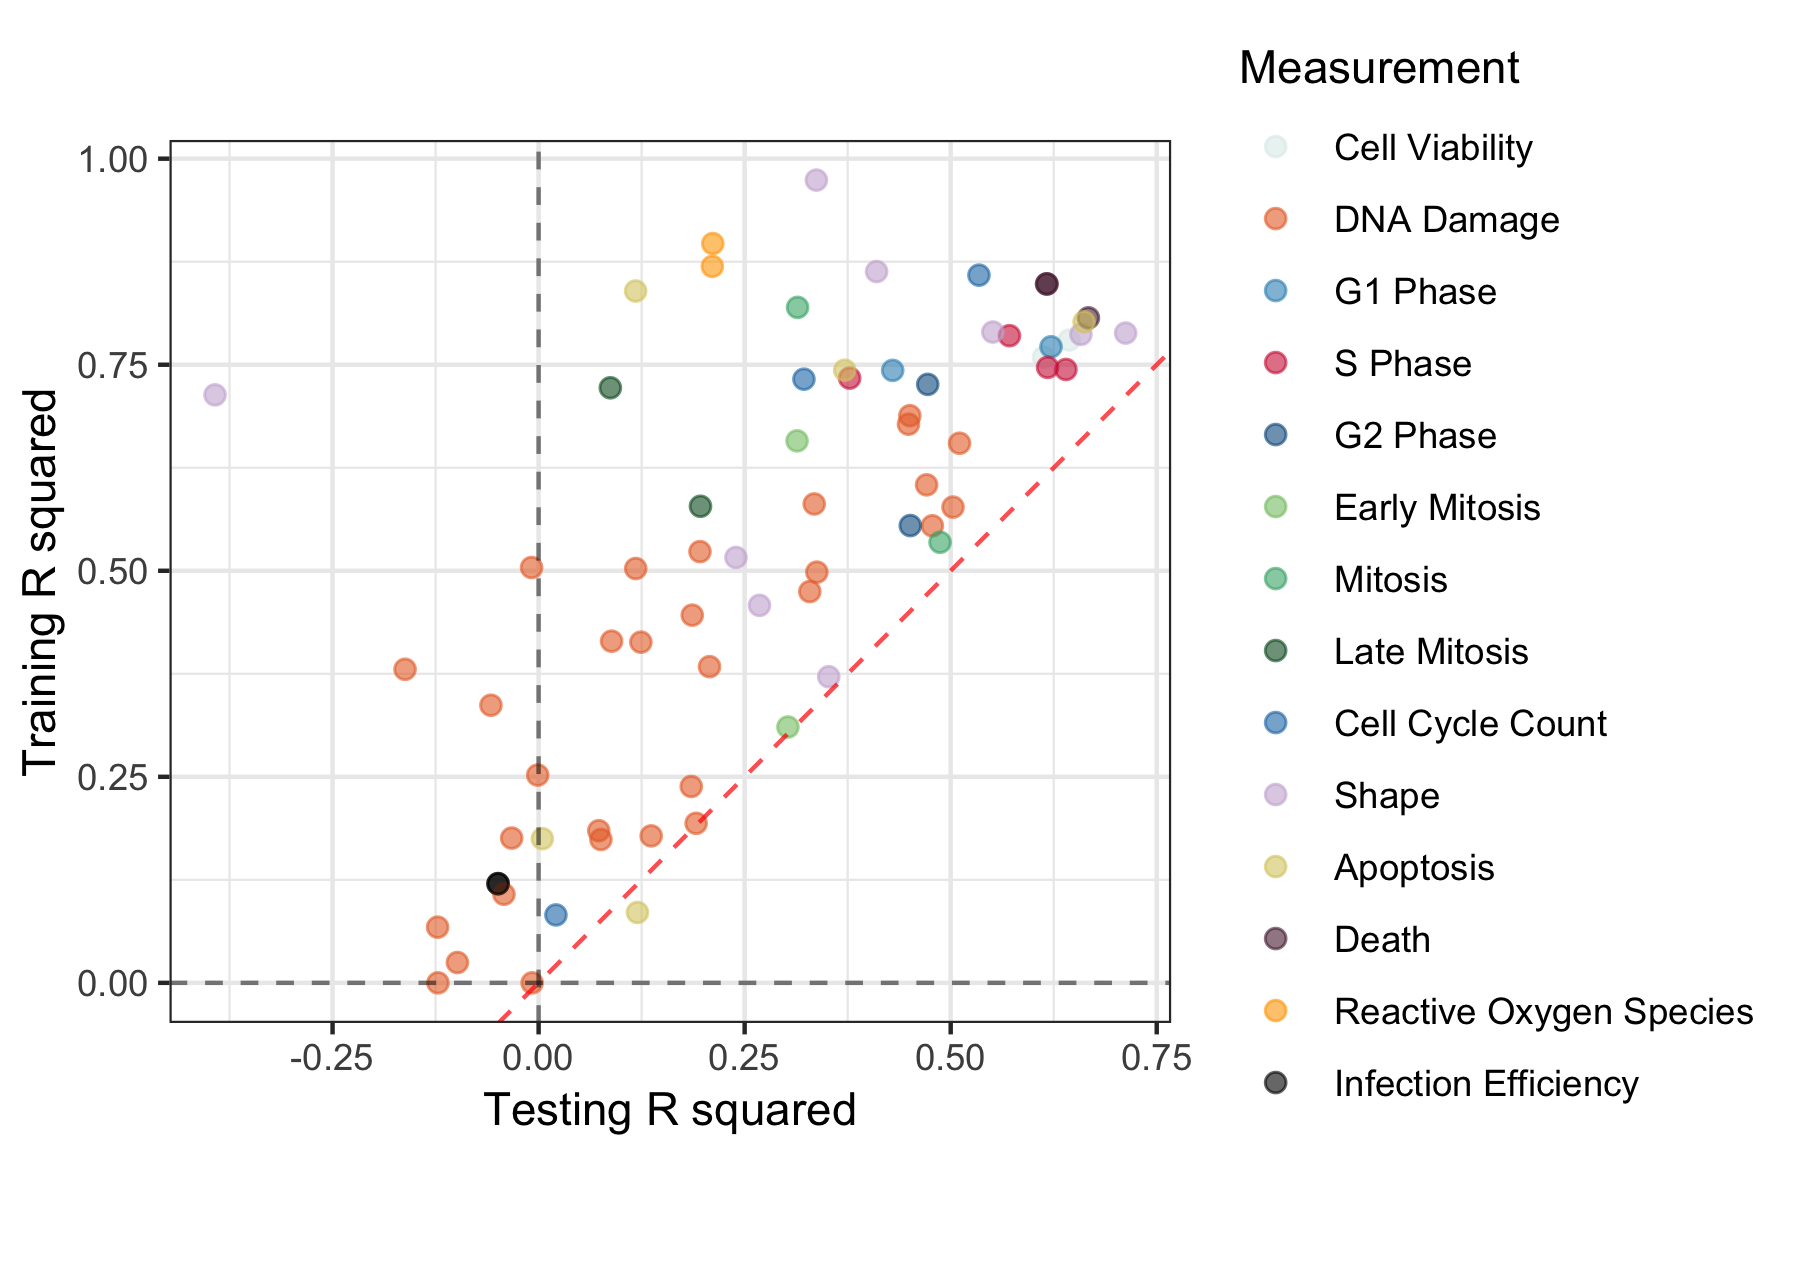 Measurement
Cell Viability
DNA Damage
G1 Phase
S Phase
G2 Phase
Early Mitosis
Mitosis
Late Mitosis
Cell Cycle Count
Shape
Apoptosis
Death
Reactive Oxygen Species
Infection Efficiency
Training R squared
1.00
0.75
0.50
0.25
0.00
-0.25 0.00 0.25 0.50 0.75
Testing R squared